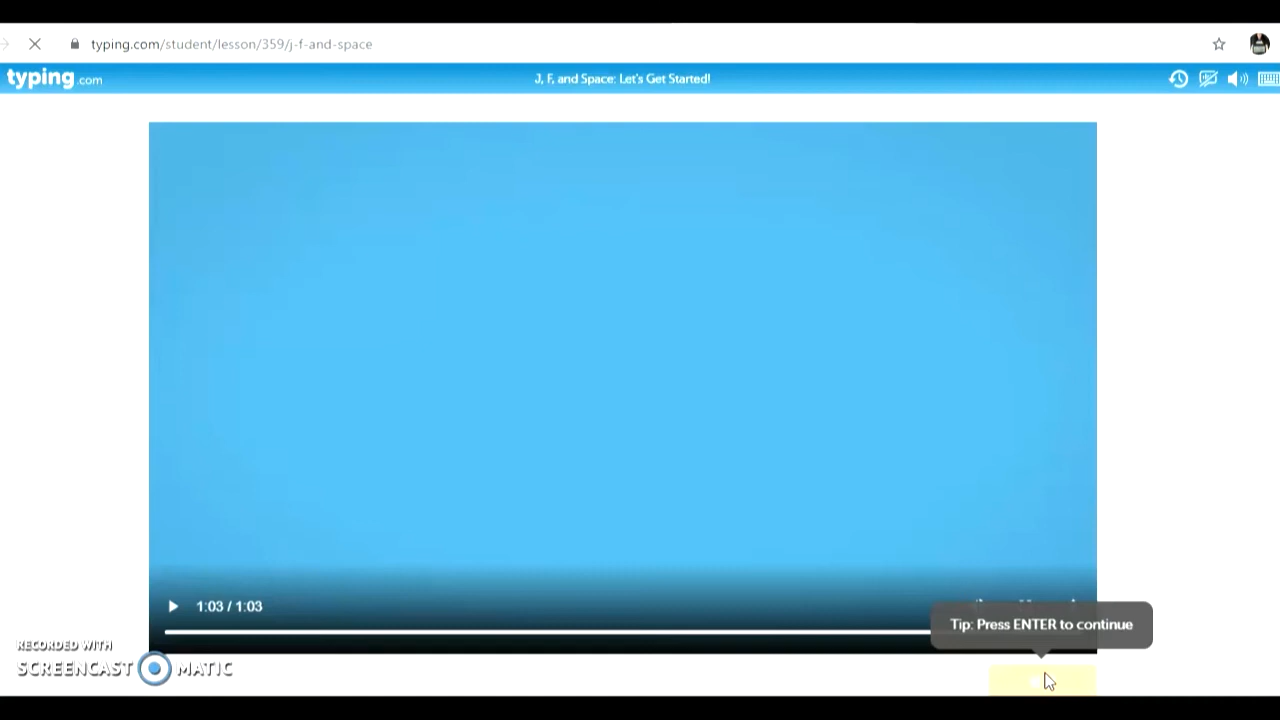 typing.com/student/lesson/359/j-f-and-space
typing.com
J, F, and Space: Let's Get Started!
1:03 / 1:03
Tip: Press ENTER to continue
RECORDED WITH
SCREENCAST MATIC